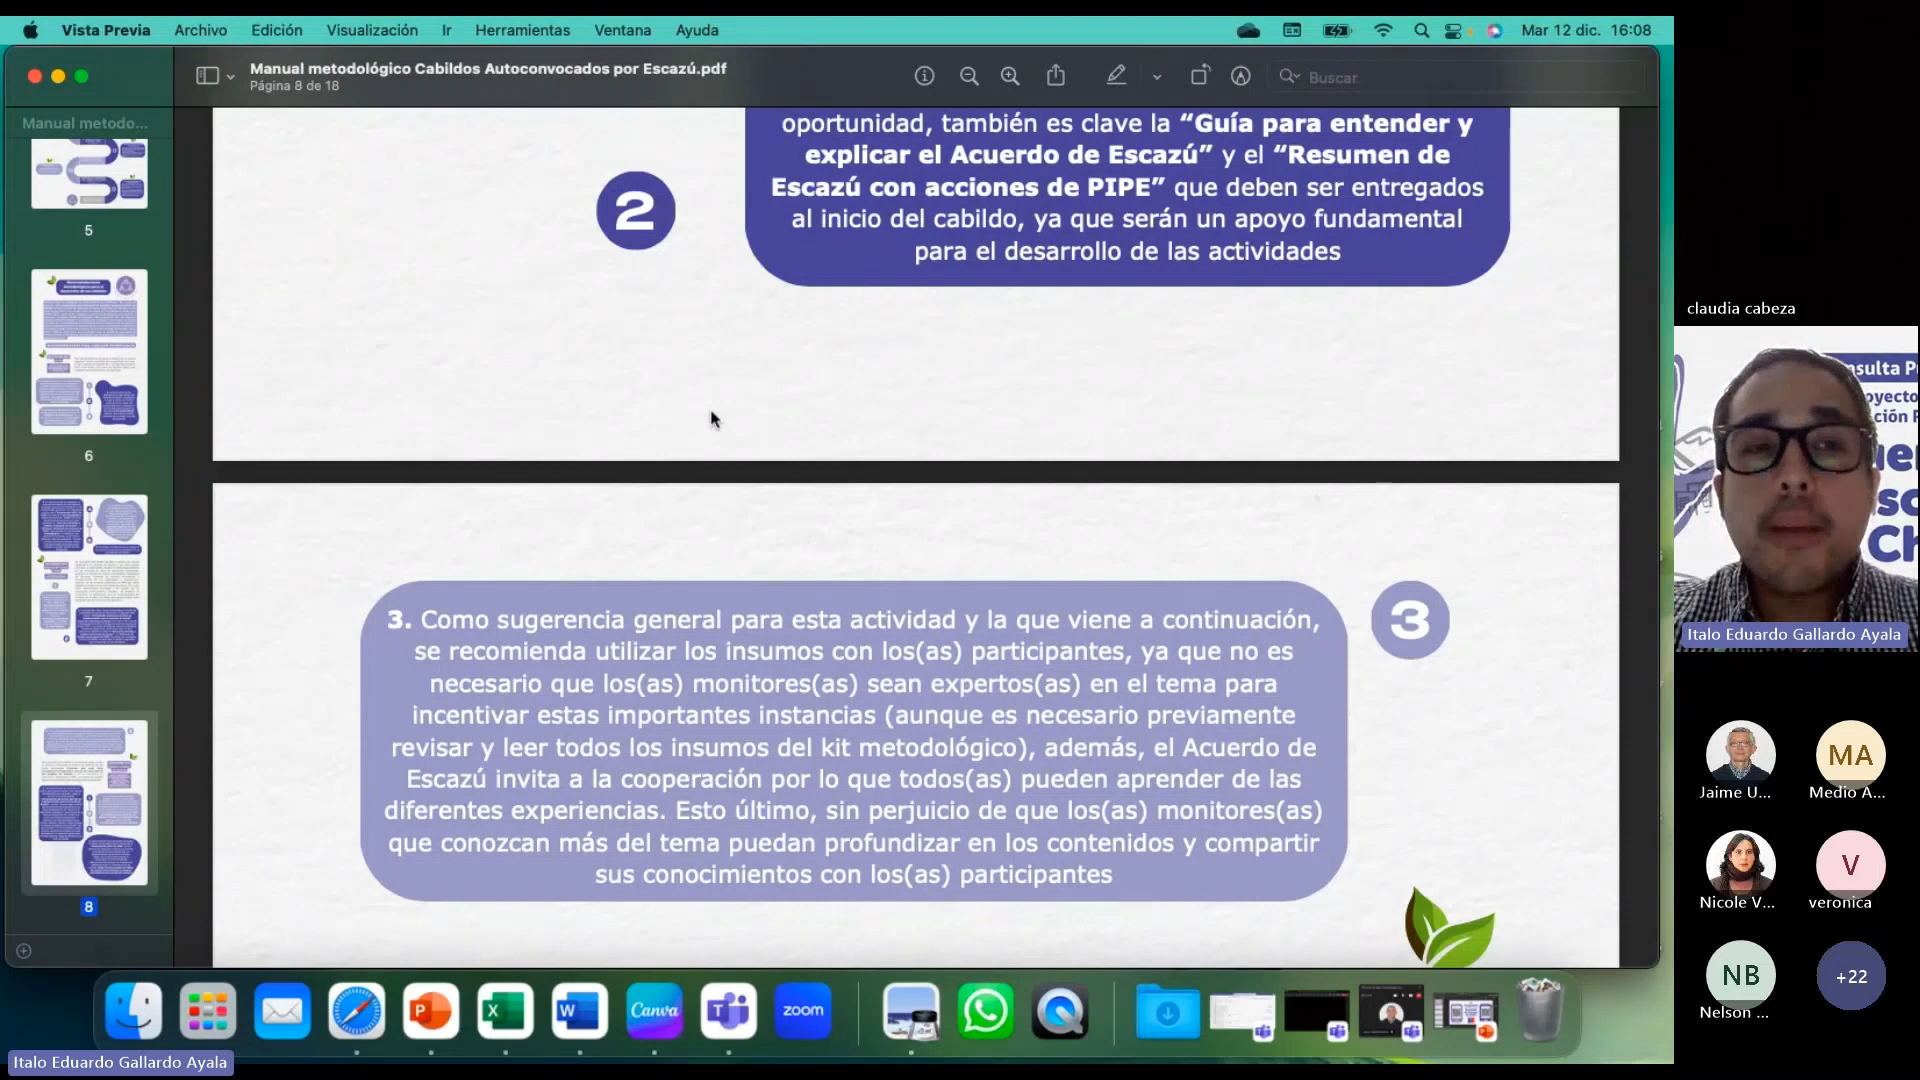 Vista Previa Archivo Edición Visualización Ir Herramientas Ventana Ayuda
Mar 12 dic. 16:08
Manual metodológico Cabildos Autoconvocados por Escazú.pdf
Página 8 de 18
Buscar
Manual metodo...
5
6
7
8
oportunidad, también es clave la “Guía para entender y
explicar el Acuerdo de Escazú” y el “Resumen de
Escazú con acciones de PIPE” que deben ser entregados
al inicio del cabildo, ya que serán un apoyo fundamental
para el desarrollo de las actividades
2
3. Como sugerencia general para esta actividad y la que viene a continuación,
se recomienda utilizar los insumos con los(as) participantes, ya que no es
necesario que los(as) monitores(as) sean expertos(as) en el tema para
incentivar estas importantes instancias (aunque es necesario previamente
revisar y leer todos los insumos del kit metodológico), además, el Acuerdo de
Escazú invita a la cooperación por lo que todos(as) pueden aprender de las
diferentes experiencias. Esto último, sin perjuicio de que los(as) monitores(as)
que conozcan más del tema puedan profundizar en los contenidos y compartir
sus conocimientos con los(as) participantes
3
Canva
zoom
Italo Eduardo Gallardo Ayala
claudia cabeza
Italo Eduardo Gallardo Ayala
Jaime U...
MA
Medio A...
Nicole V...
V
veronica
NB
Nelson ...
+22